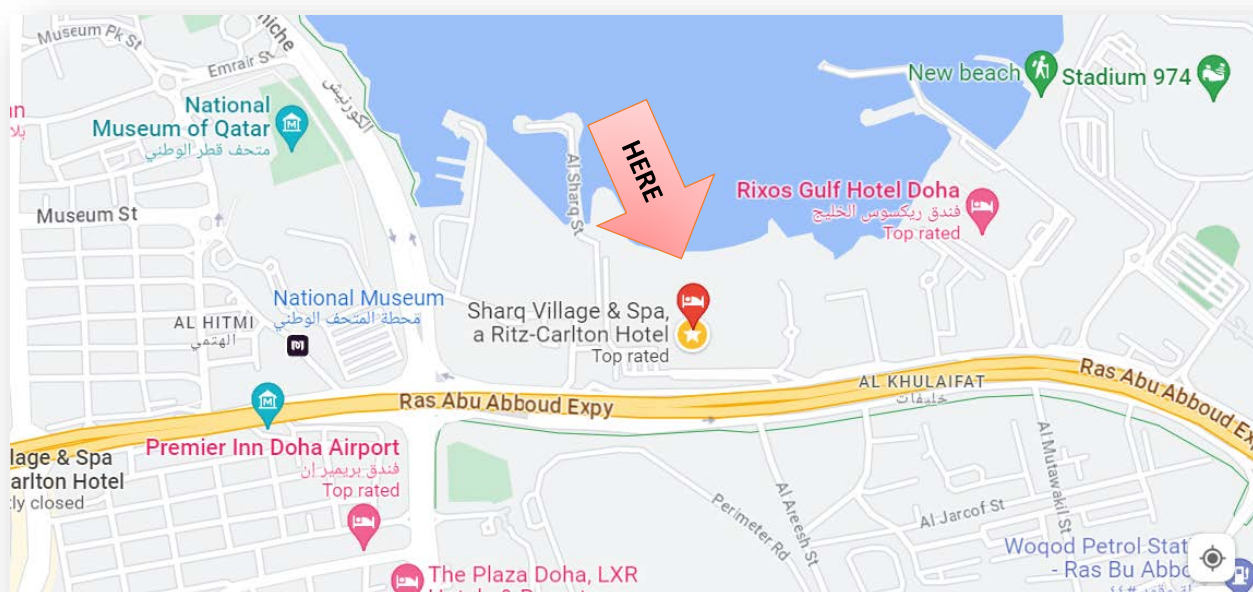 Museum Pk St
Emrair St
niche
الكورنيش
National
Museum of Qatar
متحف قطر الوطني
Museum St
National Museum
محطة المتحف الوطني
AL HITMI
الهتمي
Al Sharq St
HERE
New beach
Stadium 974
Rixos Gulf Hotel Doha
فندق ريكسوس الخليج
Top rated
Sharq Village & Spa,
a Ritz-Carlton Hotel
Top rated
AL KHULAIFAT
خليفات
Ras Abu Abboud Expy
Ras Abu Abboud Ex
Premier Inn Doha Airport
فندق بريمير إن
Top rated
lage & Spa
arlton Hotel
ly closed
Perimeter Rd
Al Areesh St
Al Jarcof St
Al Mutawakil St
The Plaza Doha, LXR
Woqod Petrol Stat
- Ras Bu Abbo